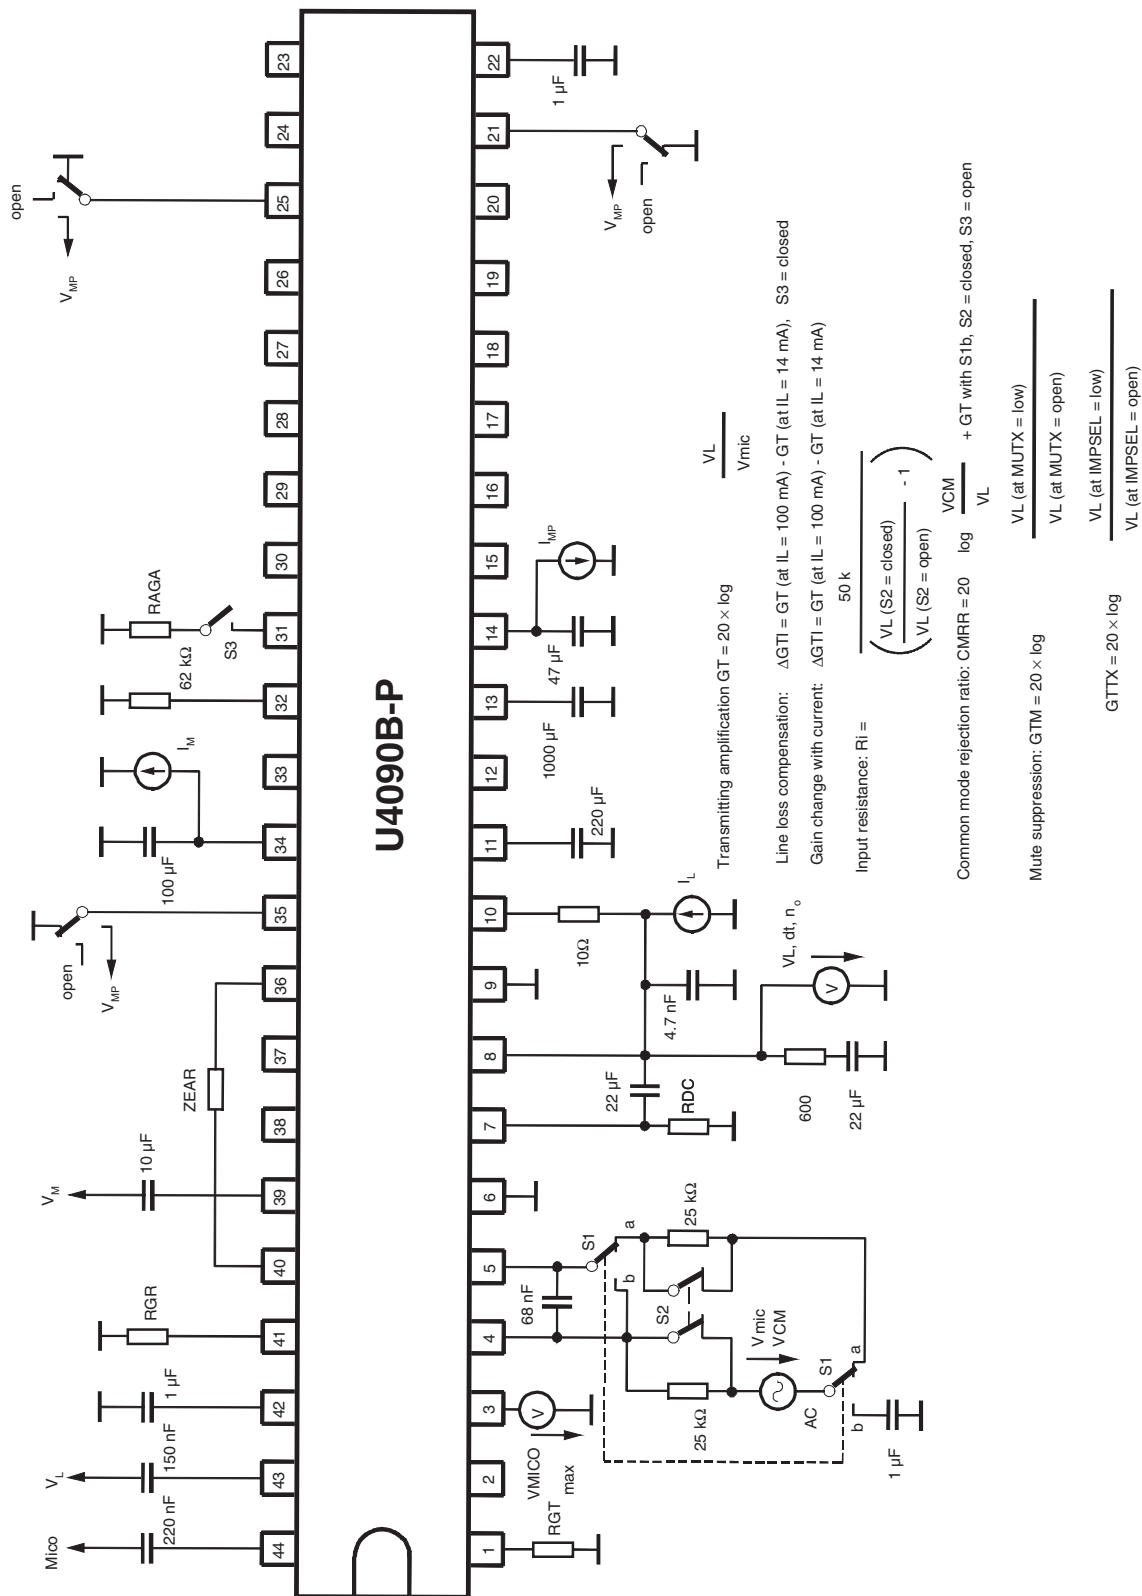 Mico
220 nF
V_L
150 nF
1 µF
RGR
V_M
10 µF
ZEAR
open
V_MP
100 µF
I_M
62 kΩ
RAGA
S3
V_MP
open
44 43 42 41 40 39 38 37 36 35 34 33 32 31 30 29 28 27 26 25 24 23
U4090B-P
1 2 3 4 5 6 7 8 9 10 11 12 13 14 15 16 17 18 19 20 21 22
RGT
VMICO
max
V
68 nF
S1
a
b
S2
25 kΩ
25 kΩ
Vmic
VCM
AC
S1
a
b
1 µF
22 µF
RDC
4.7 nF
10Ω
I_L
600
22 µF
V
VL, dt, n_o
220 µF
1000 µF
47 µF
I_MP
V_MP
open
1 µF
Transmitting amplification GT = 20 × log VL
Vmic
Line loss compensation: ΔGTI = GT (at IL = 100 mA) - GT (at IL = 14 mA), S3 = closed
Gain change with current: ΔGTI = GT (at IL = 100 mA) - GT (at IL = 14 mA)
Input resistance: Ri =
50 k
VL (S2 = closed)
VL (S2 = open)
- 1
Common mode rejection ratio: CMRR = 20 log VCM + GT with S1b, S2 = closed, S3 = open
VL
Mute suppression: GTM = 20 × log
VL (at MUTX = low)
VL (at MUTX = open)
GTTX = 20 × log
VL (at IMPSEL = low)
VL (at IMPSEL = open)